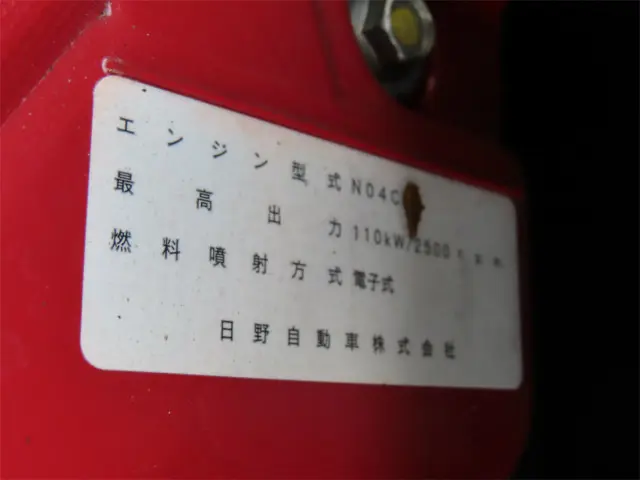 エンジン型式 N04C
最高出力 110kW/2500
燃料噴射方式 電子式
日野自動車株式会社